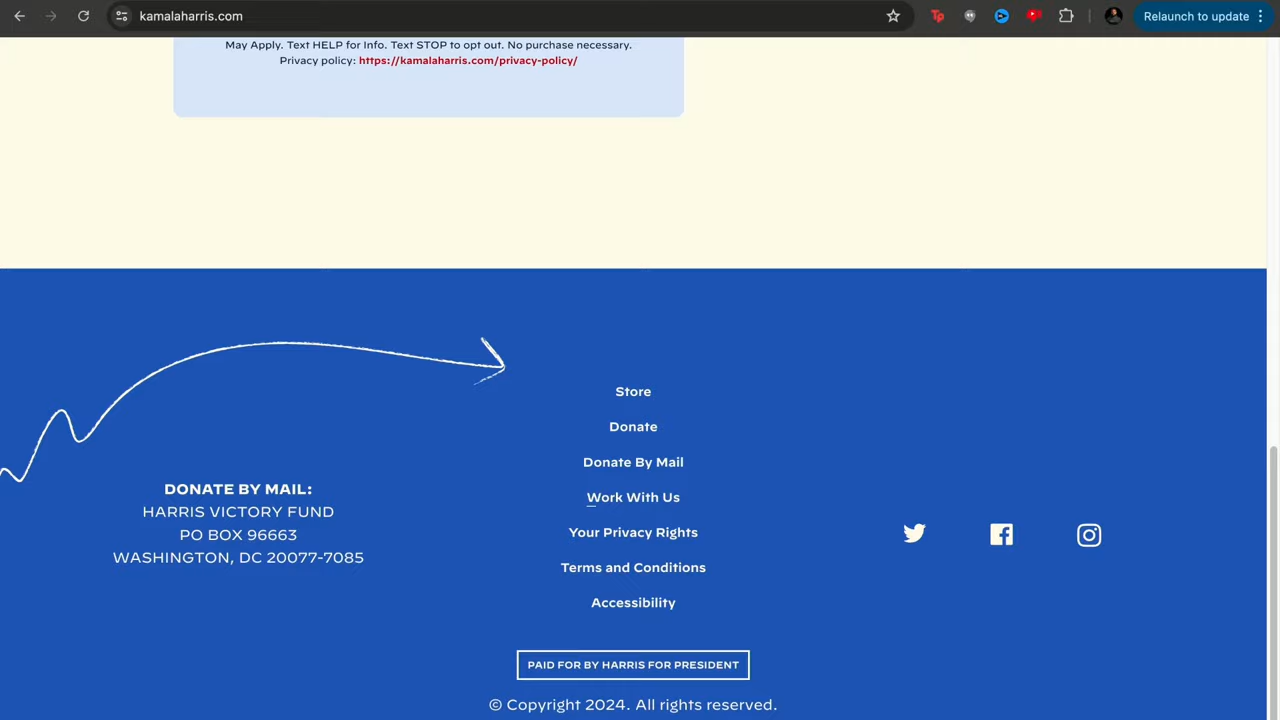 kamalaharris.com
Relaunch to update
May Apply. Text HELP for Info. Text STOP to opt out. No purchase necessary.
Privacy policy: https://kamalaharris.com/privacy-policy/
Store
Donate
Donate By Mail
Work With Us
Your Privacy Rights
Terms and Conditions
Accessibility
DONATE BY MAIL:
HARRIS VICTORY FUND
PO BOX 96663
WASHINGTON, DC 20077-7085
PAID FOR BY HARRIS FOR PRESIDENT
© Copyright 2024. All rights reserved.